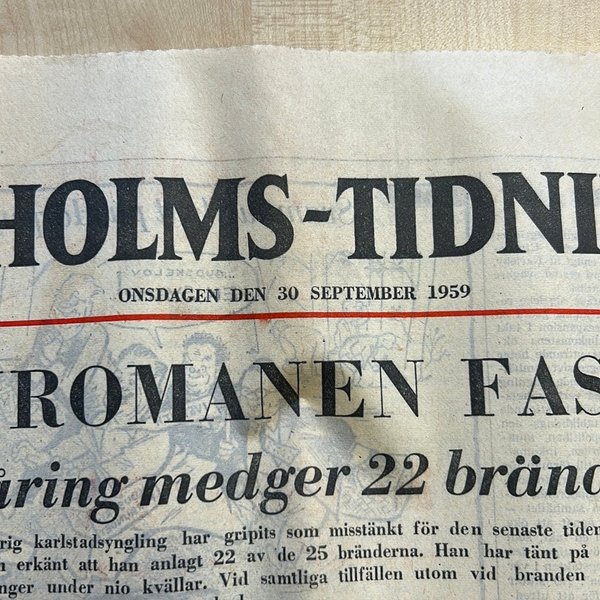 HOLMS-TIDNI
ONSDAGEN DEN 30 SEPTEMBER 1959
ROMANEN FAS
åring medger 22 bränd
rig karlstadsyngling har gripits som misstänkt för den senaste tiden
erkänt att han anlagt 22 av de 25 bränderna. Han har tänt på
nger under nio kvällar. Vid samtliga tillfällen utom vid branden